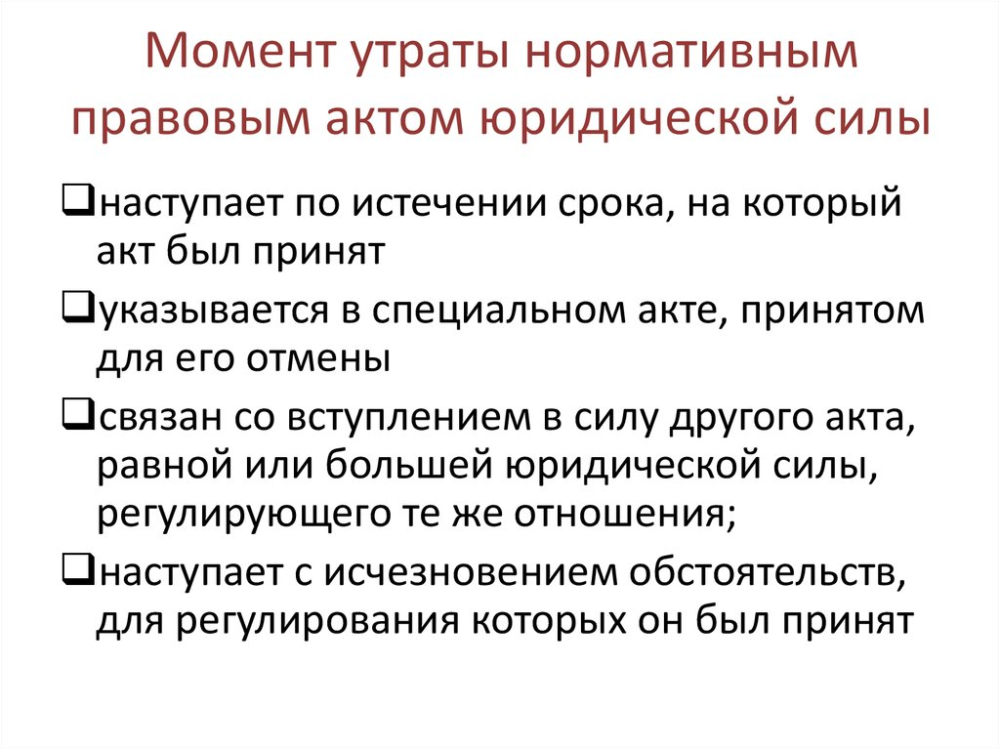 Момент утраты нормативным
правовым актом юридической силы
❑наступает по истечении срока, на который
акт был принят
❑указывается в специальном акте, принятом
для его отмены
❑связан со вступлением в силу другого акта,
равной или большей юридической силы,
регулирующего те же отношения;
❑наступает с исчезновением обстоятельств,
для регулирования которых он был принят